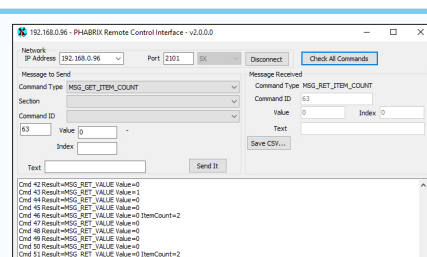 192.168.0.96 - PHABRIX Remote Control Interface - v2.0.0.0
Network
IP Address 192.168.0.96 Port 2101 SX Disconnect Check All Commands
Message to Send
Command Type MSG_GET_ITEM_COUNT
Section
Command ID
63 Value 0 -
Index
Text Send It
Message Received
Command Type MSG_RET_ITEM_COUNT
Command ID 63
Value 0 Index 0
Text
Save CSV...
Cmd 42 Result=MSG_RET_VALUE Value=0
Cmd 43 Result=MSG_RET_VALUE Value=1
Cmd 44 Result=MSG_RET_VALUE Value=0
Cmd 45 Result=MSG_RET_VALUE Value=0
Cmd 46 Result=MSG_RET_VALUE Value=0 ItemCount=2
Cmd 47 Result=MSG_RET_VALUE Value=0
Cmd 48 Result=MSG_RET_VALUE Value=0
Cmd 49 Result=MSG_RET_VALUE Value=0
Cmd 50 Result=MSG_RET_VALUE Value=0
Cmd 51 Result=MSG_RET_VALUE Value=0 ItemCount=2